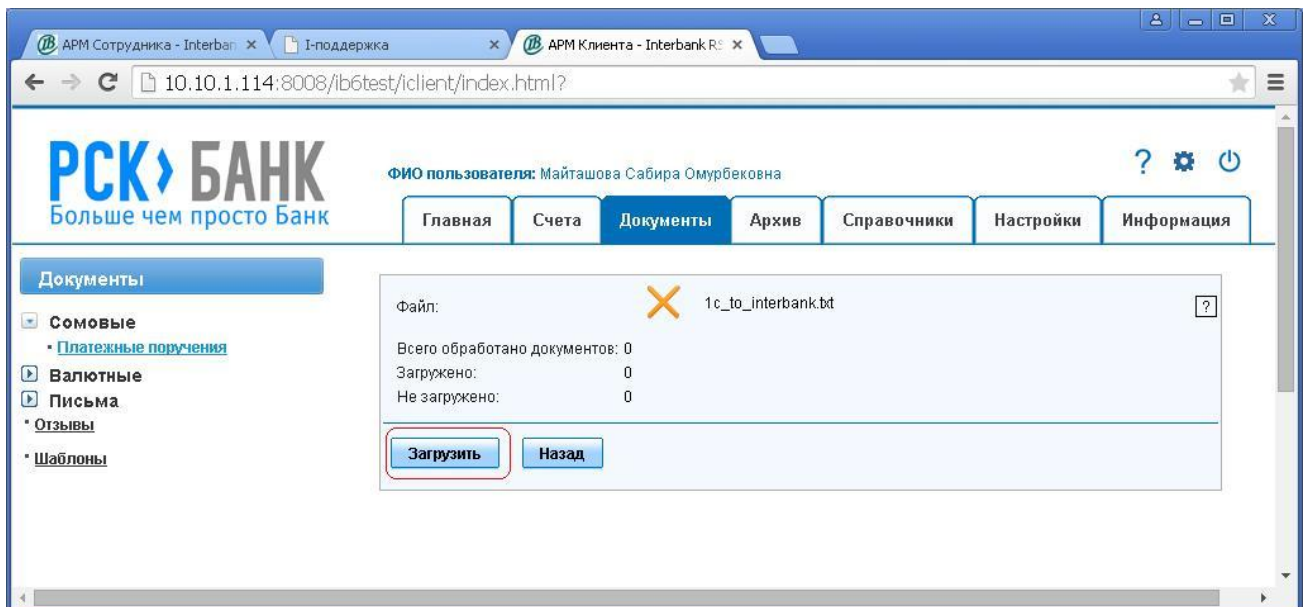 АРМ Сотрудника - Interban
I-поддержка
АРМ Клиента - Interbank RS
10.10.1.114:8008/ib6test/iclient/index.html?
РСК БАНК
Больше чем просто Банк
ФИО пользователя: Майташова Сабира Омурбековна
?
Главная Счета Документы Архив Справочники Настройки Информация
Документы
Сомовые
Платежные поручения
Валютные
Письма
Отзывы
Шаблоны
Файл: 1c_to_interbank.txt ?
Всего обработано документов: 0
Загружено: 0
Не загружено: 0
Загрузить Назад